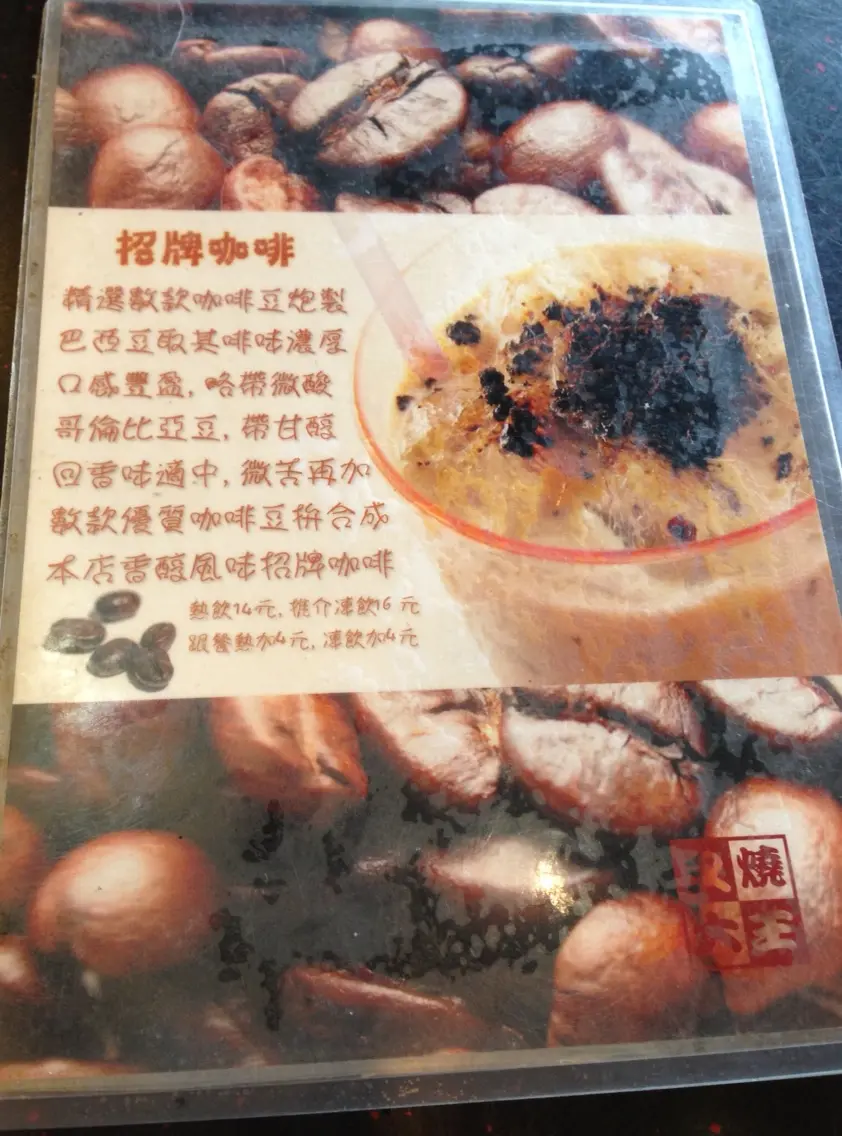 招牌咖啡
精選數款咖啡豆炮製
巴西豆取其啡味濃厚
口感豐盈,略帶微酸
哥倫比亞豆,帶甘醇
回香味適中,微苦再加
數款優質咖啡豆拚合成
本店香醇風味招牌咖啡
熱飲14元,推介凍飲16元
跟餐熱加4元,凍飲加4元
叉燒
大王